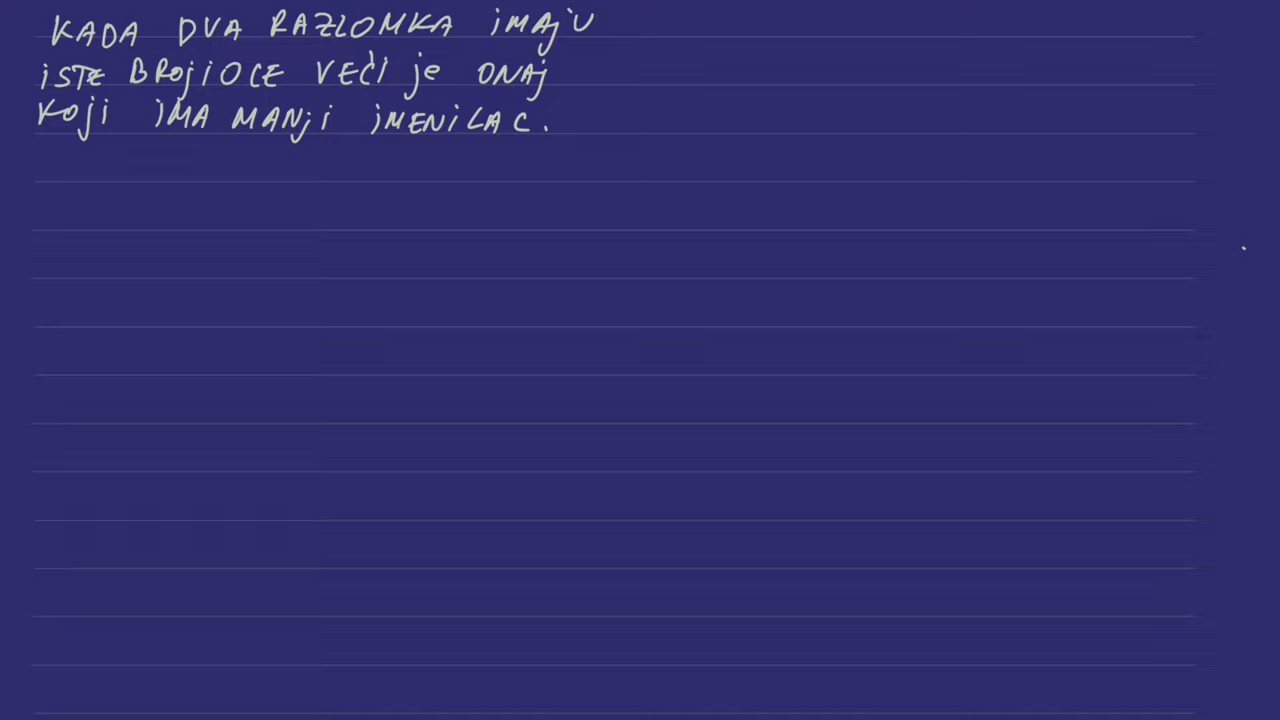 KADA DVA RAZLOMKA iMAjU
iSTE BROjiOCE VEĆI je ONAj
KOji IMA MANji iMENiLAC.